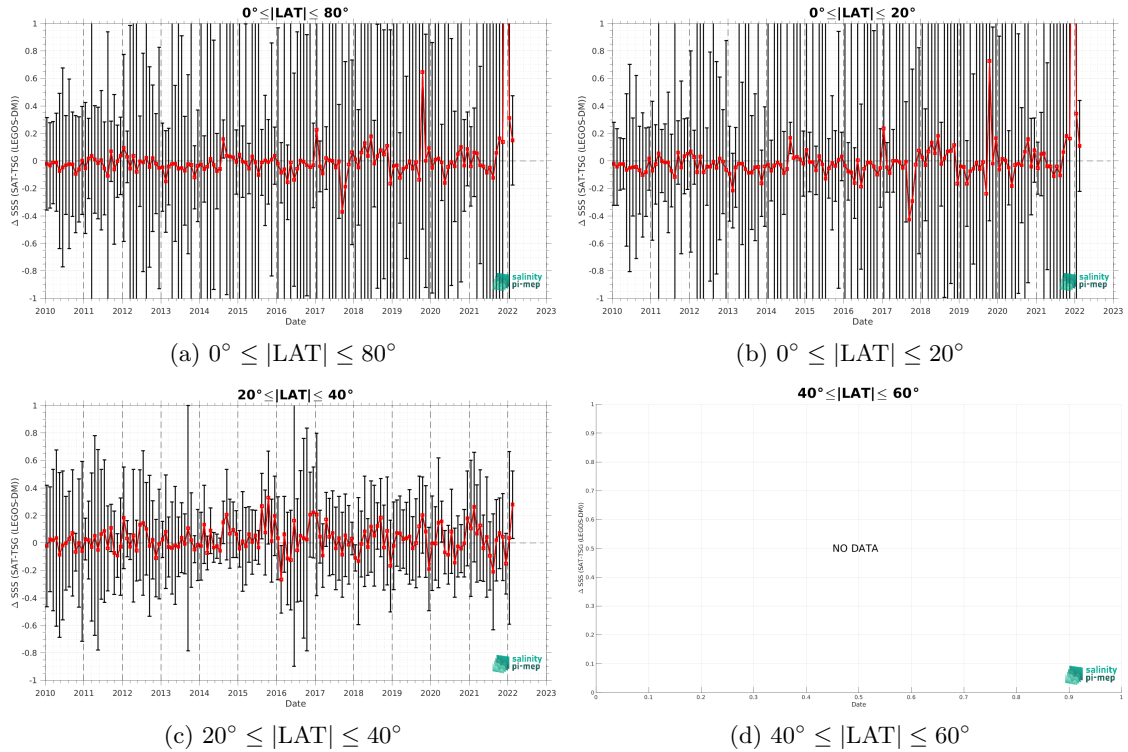 0°≤|LAT|≤ 80°
Δ SSS (SAT-TSG (LEGOS-DM))
1
0.8
0.6
0.4
0.2
0
-0.2
-0.4
-0.6
-0.8
-1
2010 2011 2012 2013 2014 2015 2016 2017 2018 2019 2020 2021 2022 2023
Date
salinity
pi-mep
(a) 0° ≤ |LAT| ≤ 80°
0°≤|LAT|≤ 20°
Δ SSS (SAT-TSG (LEGOS-DM))
1
0.8
0.6
0.4
0.2
0
-0.2
-0.4
-0.6
-0.8
-1
2010 2011 2012 2013 2014 2015 2016 2017 2018 2019 2020 2021 2022 2023
Date
salinity
pi-mep
(b) 0° ≤ |LAT| ≤ 20°
20°≤|LAT|≤ 40°
Δ SSS (SAT-TSG (LEGOS-DM))
1
0.8
0.6
0.4
0.2
0
-0.2
-0.4
-0.6
-0.8
-1
2010 2011 2012 2013 2014 2015 2016 2017 2018 2019 2020 2021 2022 2023
Date
salinity
pi-mep
(c) 20° ≤ |LAT| ≤ 40°
40°≤|LAT|≤ 60°
Δ SSS (SAT-TSG (LEGOS-DM))
1
0.9
0.8
0.7
0.6
0.5
0.4
0.3
0.2
0.1
0
NO DATA
0 0.1 0.2 0.3 0.4 0.5 0.6 0.7 0.8 0.9 1
Date
salinity
pi-mep
(d) 40° ≤ |LAT| ≤ 60°